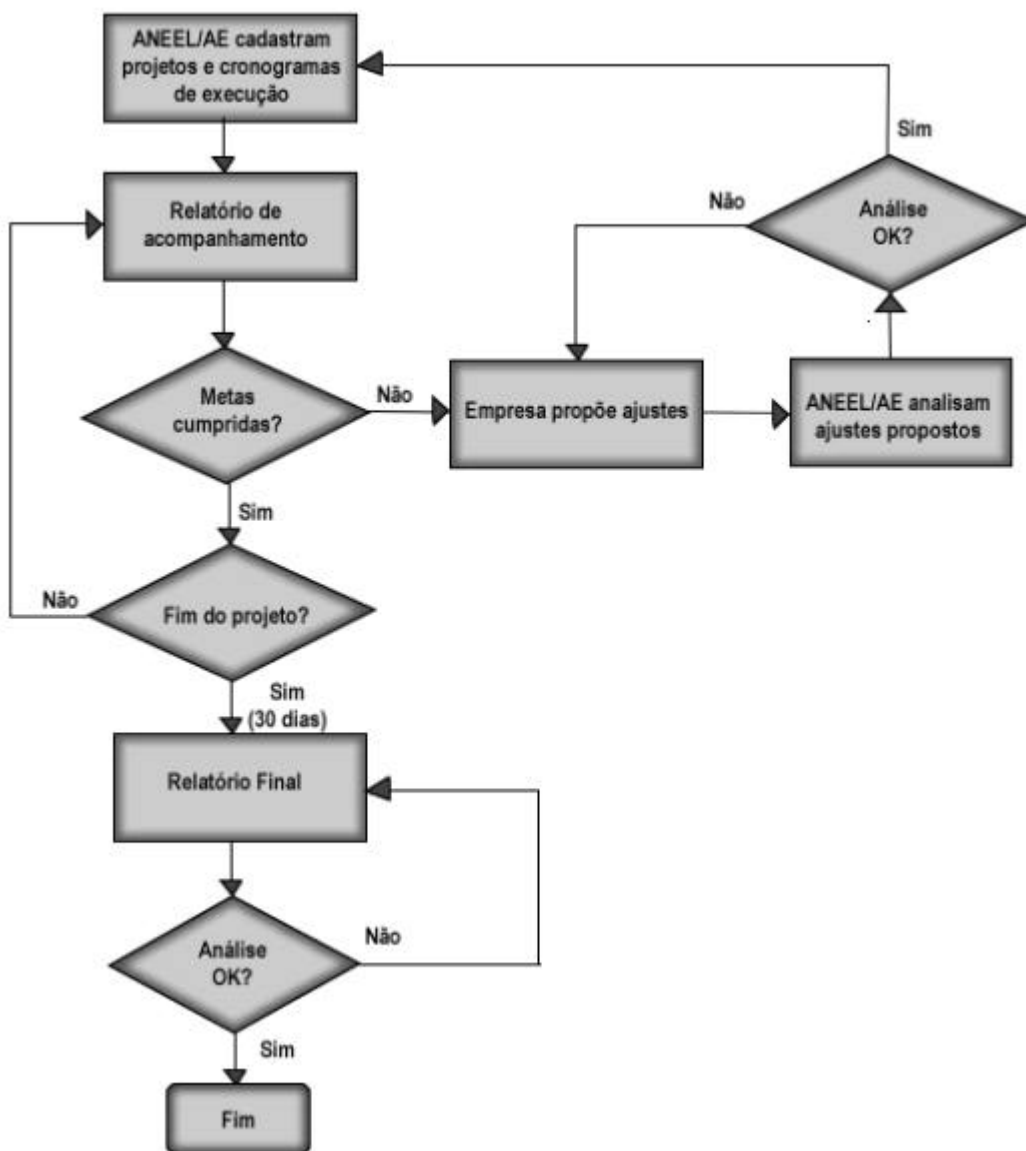 ANEEL/AE cadastram
projetos e cronogramas
de execução
Sim
Relatório de
acompanhamento
Não
Análise
OK?
Metas
cumpridas?
Não
Empresa propõe ajustes
ANEEL/AE analisam
ajustes propostos
Sim
Não
Fim do projeto?
Sim
(30 dias)
Relatório Final
Análise
OK?
Não
Sim
Fim